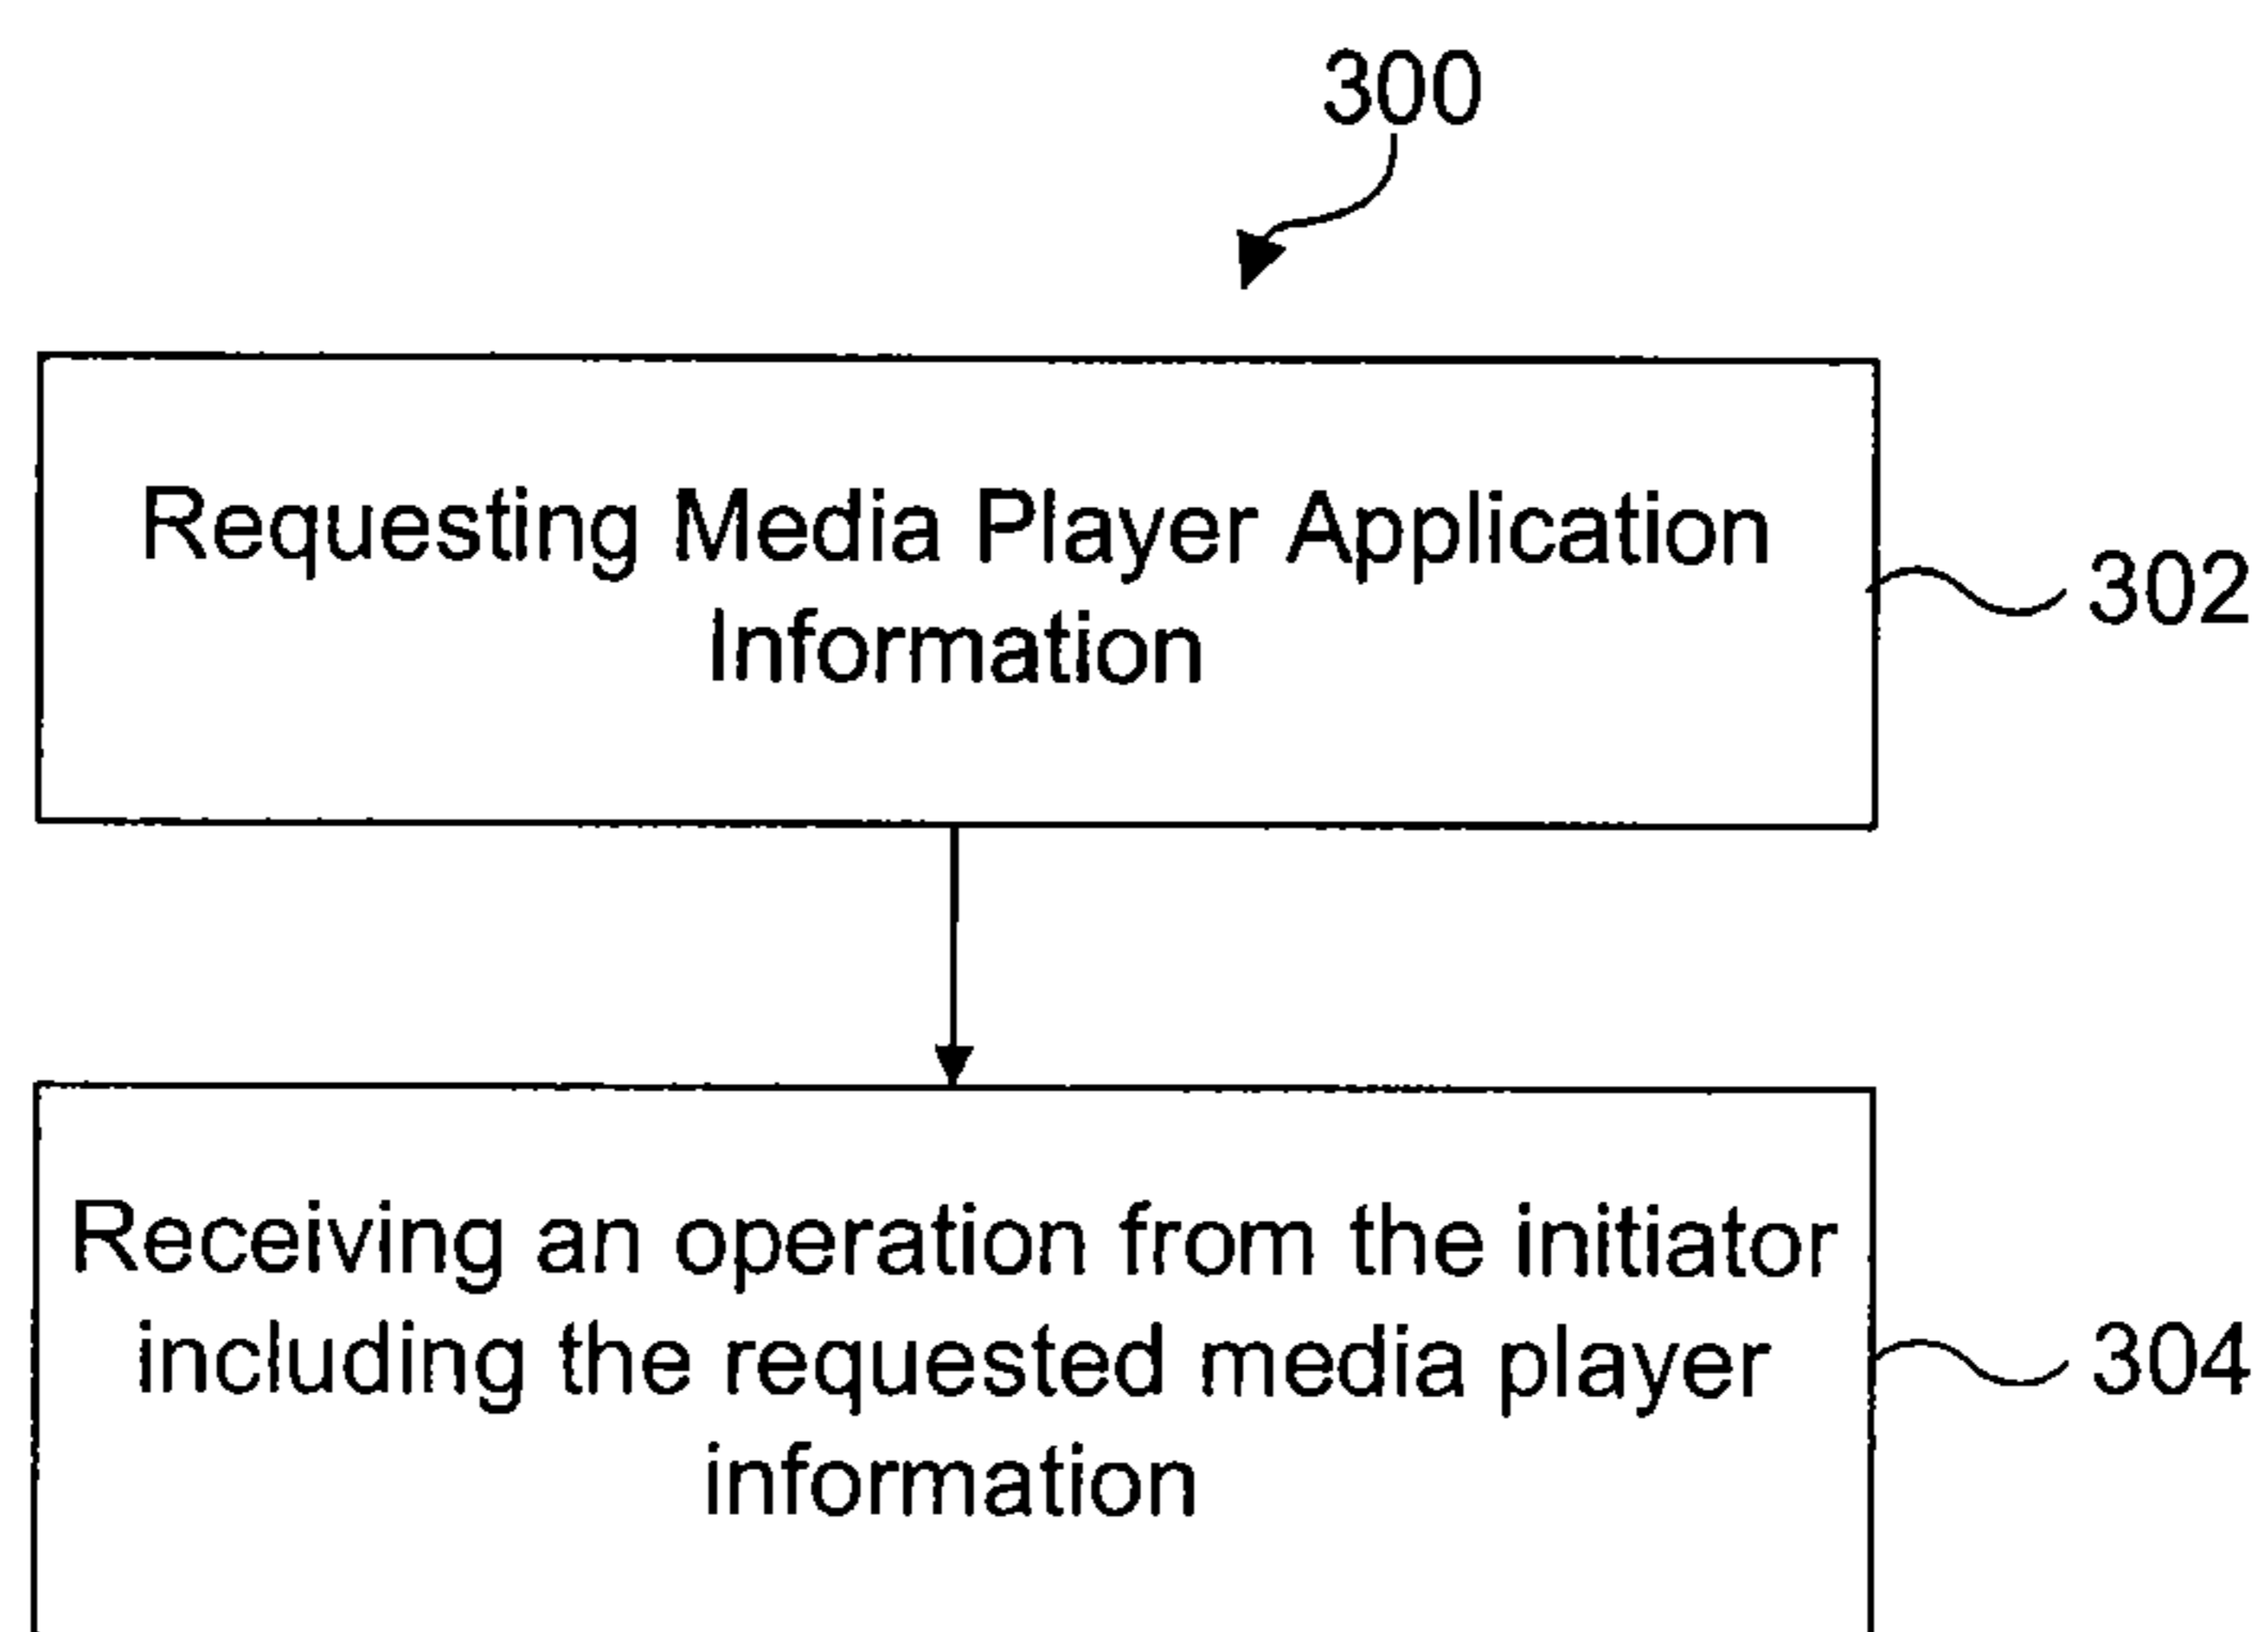 300
Requesting Media Player Application
Information
302
Receiving an operation from the initiator
including the requested media player
information
304